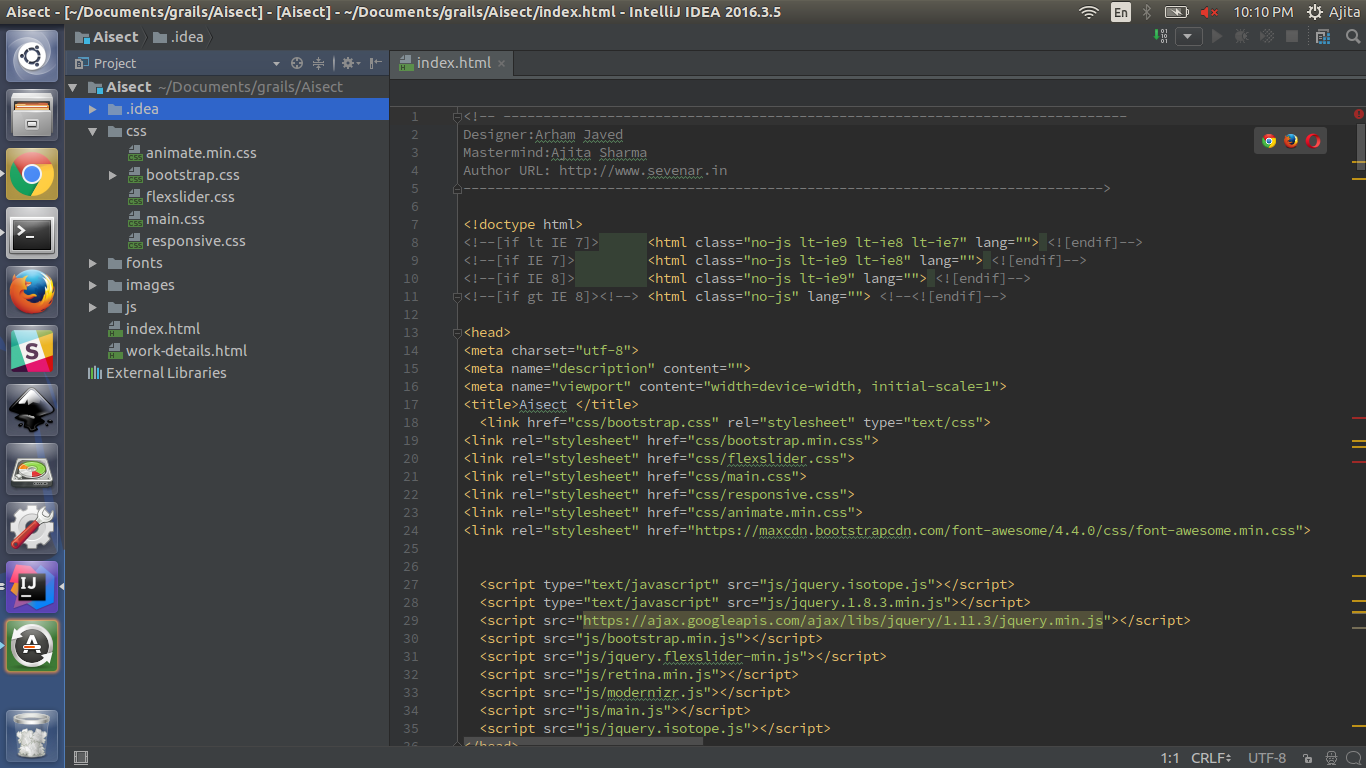 Aisect - [~/Documents/grails/Aisect] - [Aisect] - ~/Documents/grails/Aisect/index.html - IntelliJ IDEA 2016.3.5
En
10:10 PM
Ajita
Aisect
.idea
Project
index.html
Aisect ~/Documents/grails/Aisect
.idea
css
animate.min.css
bootstrap.css
flexslider.css
main.css
responsive.css
fonts
images
js
index.html
work-details.html
External Libraries
1 <!-- ------------------------------------------------------------------------------
2 Designer:Arham Javed
3 Mastermind:Ajita Sharma
4 Author URL: http://www.sevenar.in
5 -------------------------------------------------------------------------------->
6
7 <!doctype html>
8 <!--[if lt IE 7]>      <html class="no-js lt-ie9 lt-ie8 lt-ie7" lang=""> <![endif]-->
9 <!--[if IE 7]>         <html class="no-js lt-ie9 lt-ie8" lang=""> <![endif]-->
10 <!--[if IE 8]>         <html class="no-js lt-ie9" lang=""> <![endif]-->
11 <!--[if gt IE 8]><!--> <html class="no-js" lang=""> <!--<![endif]-->
12
13 <head>
14 <meta charset="utf-8">
15 <meta name="description" content="">
16 <meta name="viewport" content="width=device-width, initial-scale=1">
17 <title>Aisect </title>
18   <link href="css/bootstrap.css" rel="stylesheet" type="text/css">
19 <link rel="stylesheet" href="css/bootstrap.min.css">
20 <link rel="stylesheet" href="css/flexslider.css">
21 <link rel="stylesheet" href="css/main.css">
22 <link rel="stylesheet" href="css/responsive.css">
23 <link rel="stylesheet" href="css/animate.min.css">
24 <link rel="stylesheet" href="https://maxcdn.bootstrapcdn.com/font-awesome/4.4.0/css/font-awesome.min.css">
25
26
27   <script type="text/javascript" src="js/jquery.isotope.js"></script>
28   <script type="text/javascript" src="js/jquery.1.8.3.min.js"></script>
29   <script src="https://ajax.googleapis.com/ajax/libs/jquery/1.11.3/jquery.min.js"></script>
30   <script src="js/bootstrap.min.js"></script>
31   <script src="js/jquery.flexslider-min.js"></script>
32   <script src="js/retina.min.js"></script>
33   <script src="js/modernizr.js"></script>
34   <script src="js/main.js"></script>
35   <script src="js/jquery.isotope.js"></script>
36 </head>
1:1 CRLF UTF-8